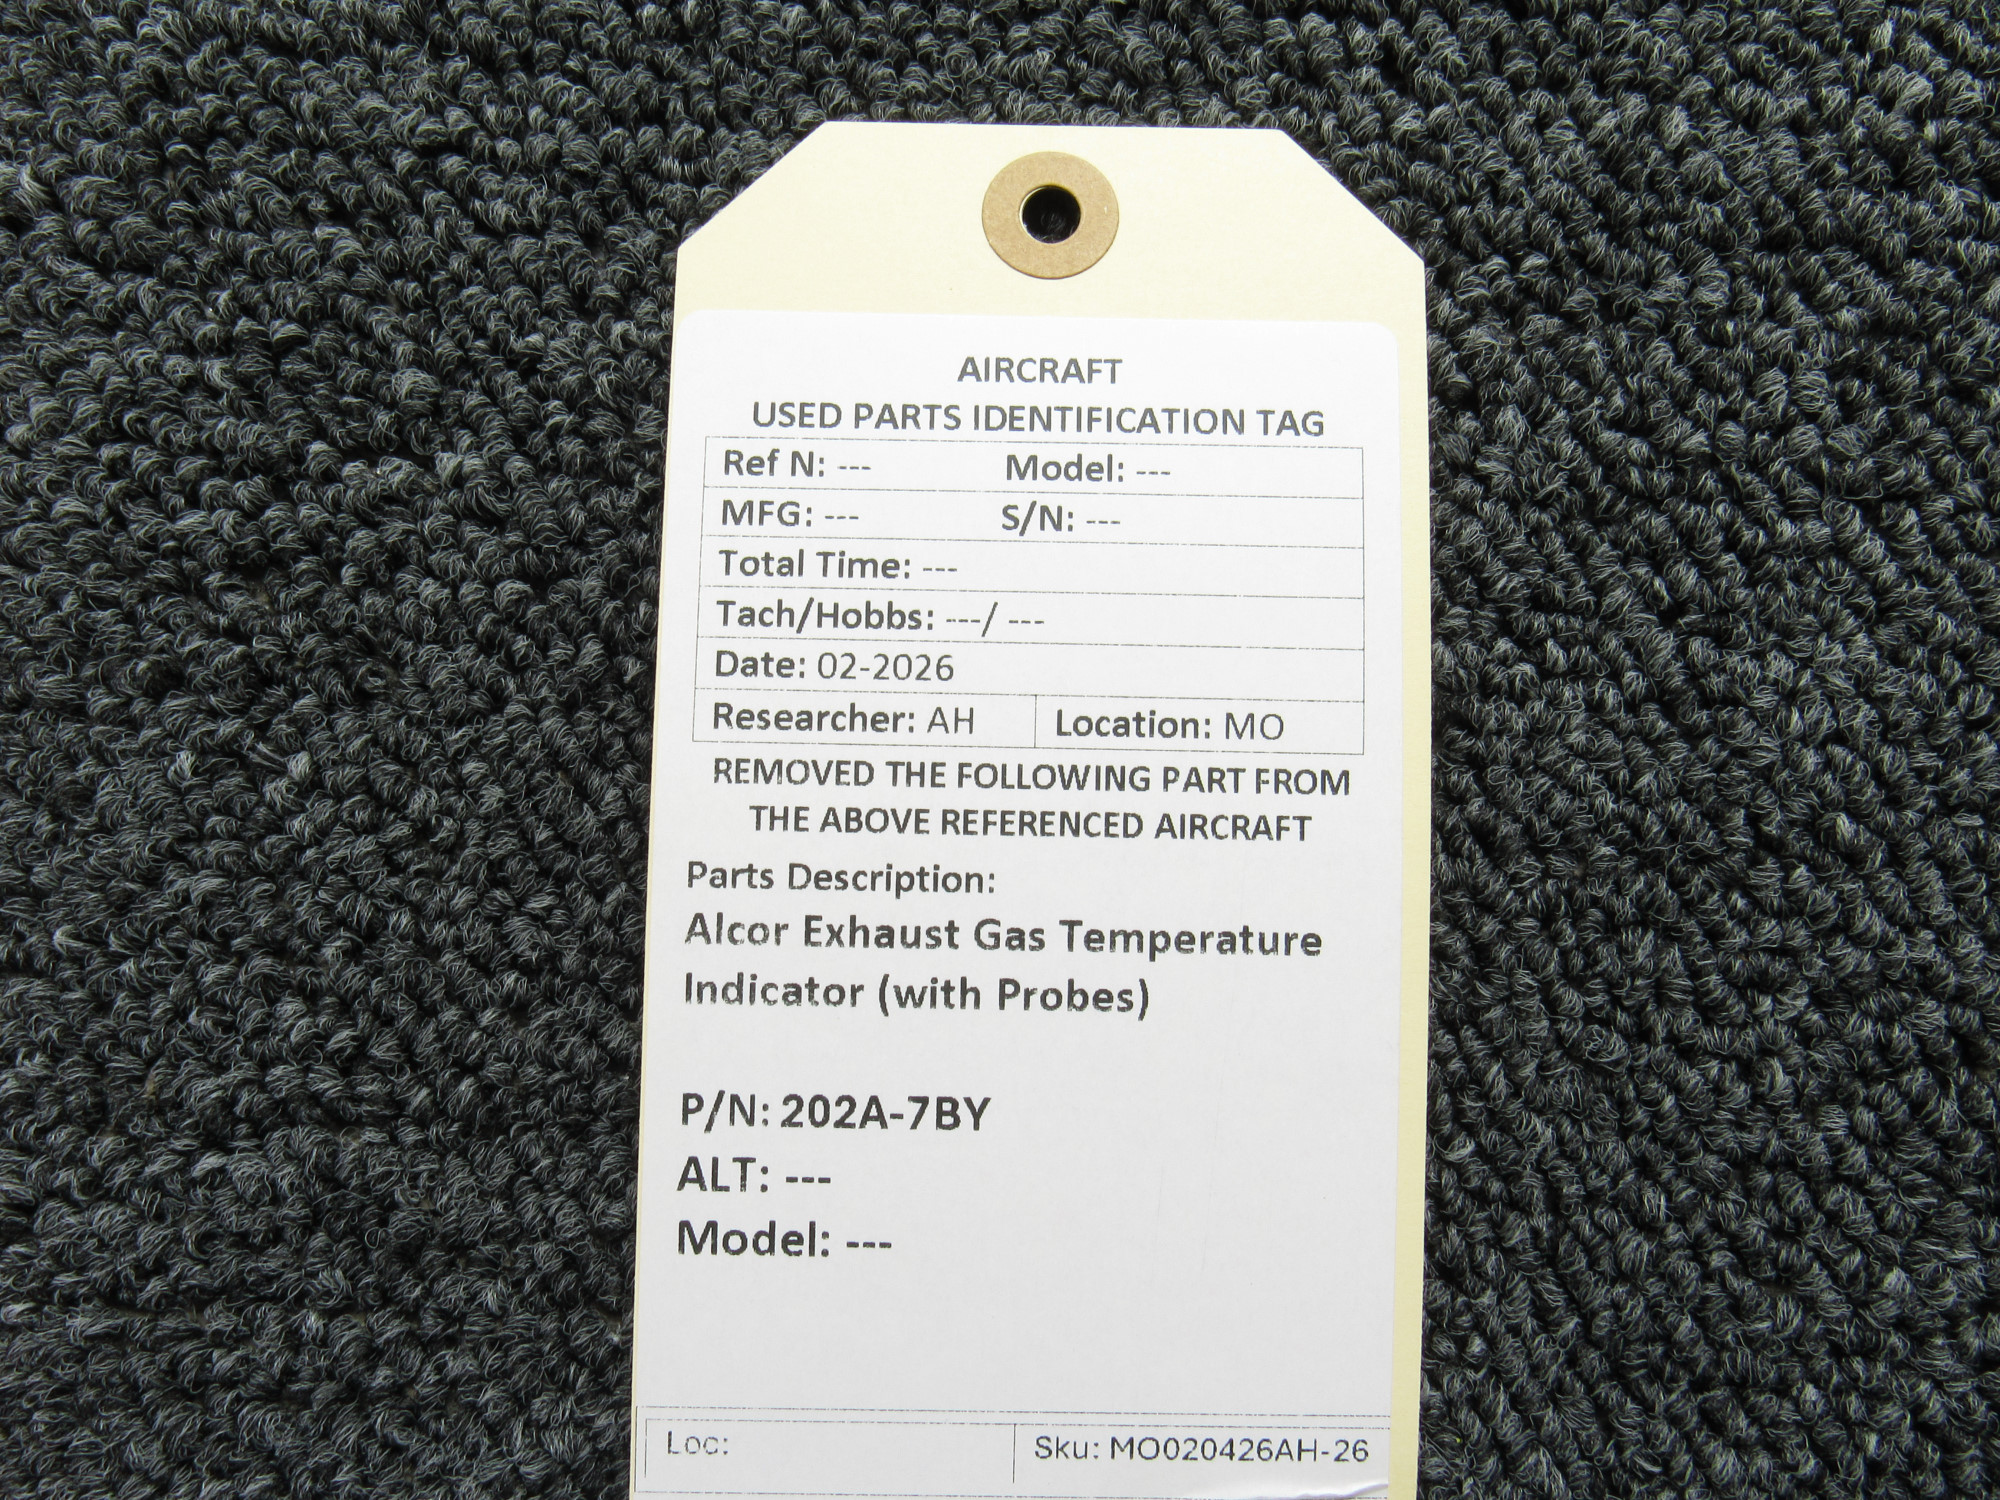 AIRCRAFT
USED PARTS IDENTIFICATION TAG
Ref N: --- Model: ---
MFG: --- S/N: ---
Total Time: ---
Tach/Hobbs: ---/ ---
Date: 02-2026
Researcher: AH Location: MO
REMOVED THE FOLLOWING PART FROM
THE ABOVE REFERENCED AIRCRAFT
Parts Description:
Alcor Exhaust Gas Temperature
Indicator (with Probes)
P/N: 202A-7BY
ALT: ---
Model: ---
Loc: Sku: MO020426AH-26